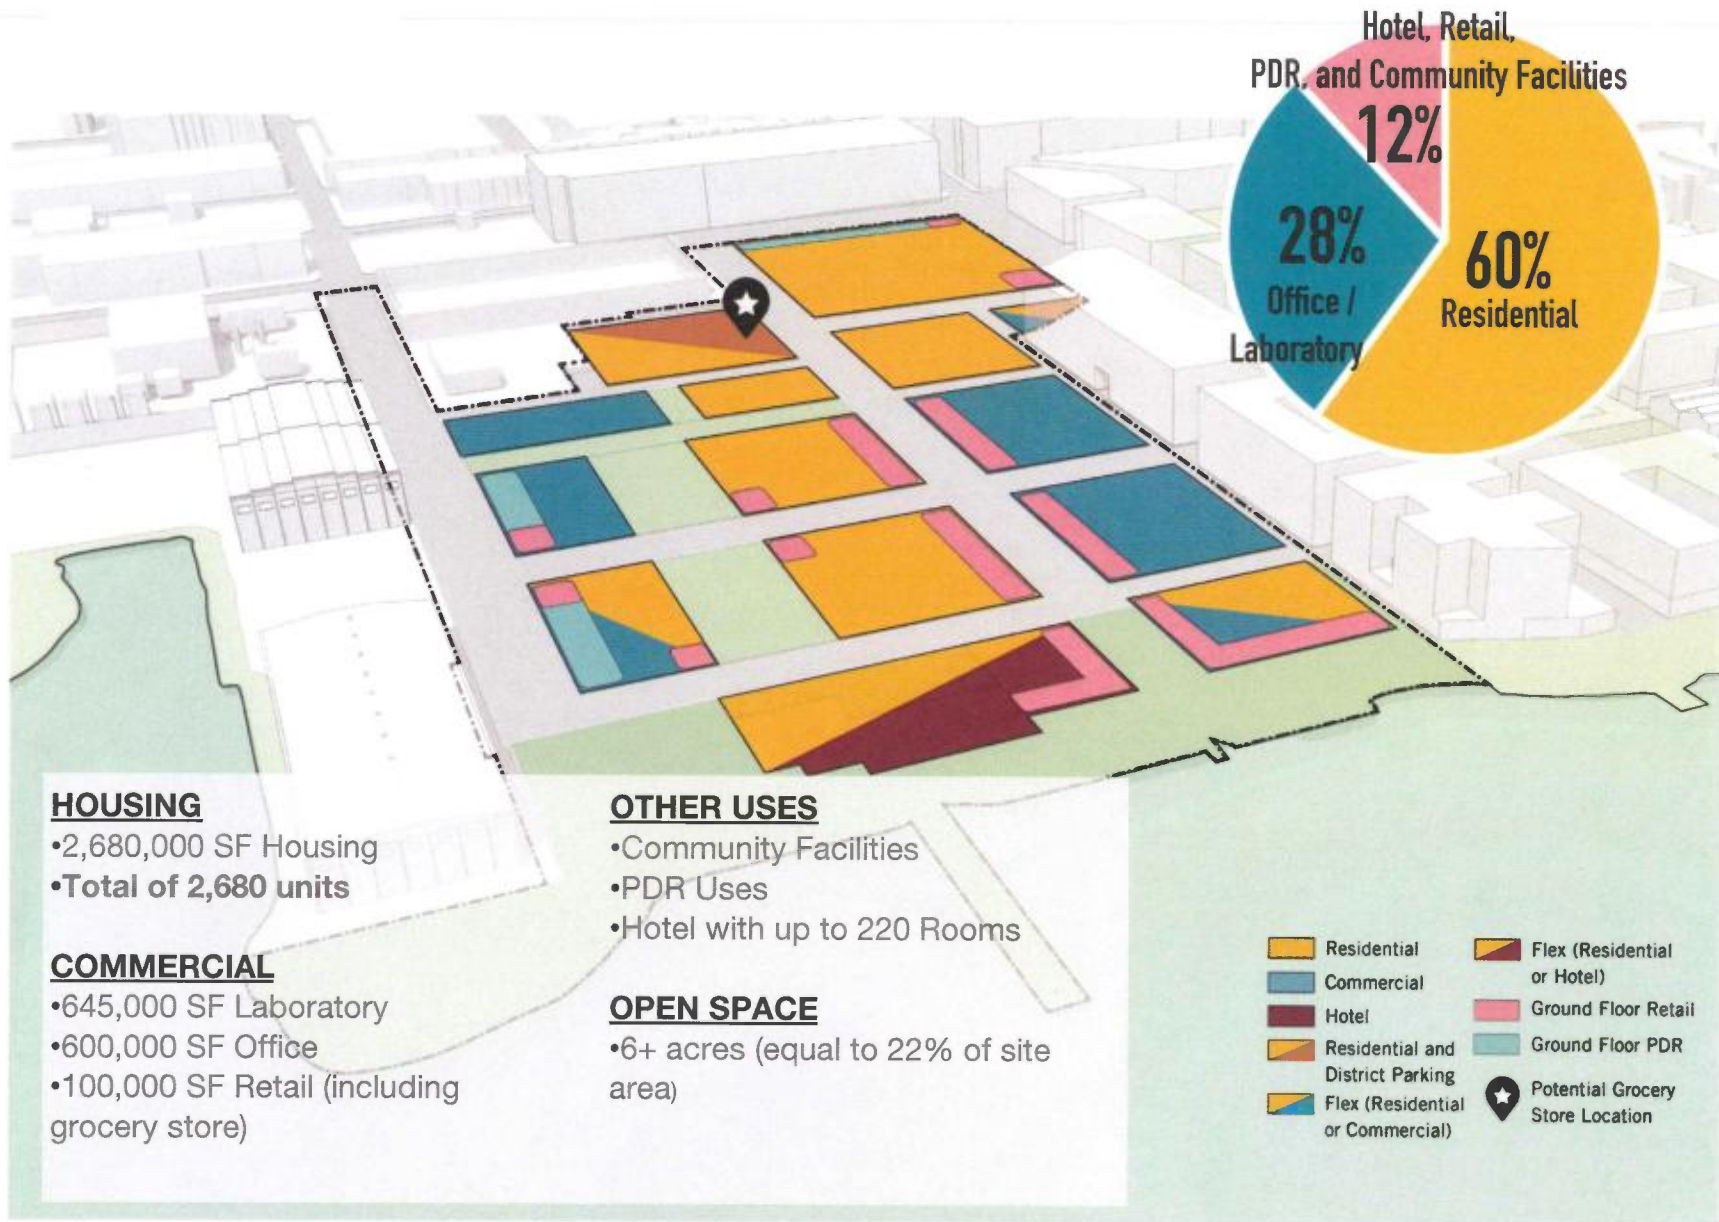 Hotel, Retail,
PDR, and Community Facilities
12%
28%
Office /
Laboratory
60%
Residential
HOUSING
•2,680,000 SF Housing
•Total of 2,680 units
COMMERCIAL
•645,000 SF Laboratory
•600,000 SF Office
•100,000 SF Retail (including
grocery store)
OTHER USES
•Community Facilities
•PDR Uses
•Hotel with up to 220 Rooms
OPEN SPACE
•6+ acres (equal to 22% of site
area)
Residential
Commercial
Hotel
Residential and
District Parking
Flex (Residential
or Commercial)
Flex (Residential
or Hotel)
Ground Floor Retail
Ground Floor PDR
Potential Grocery
Store Location